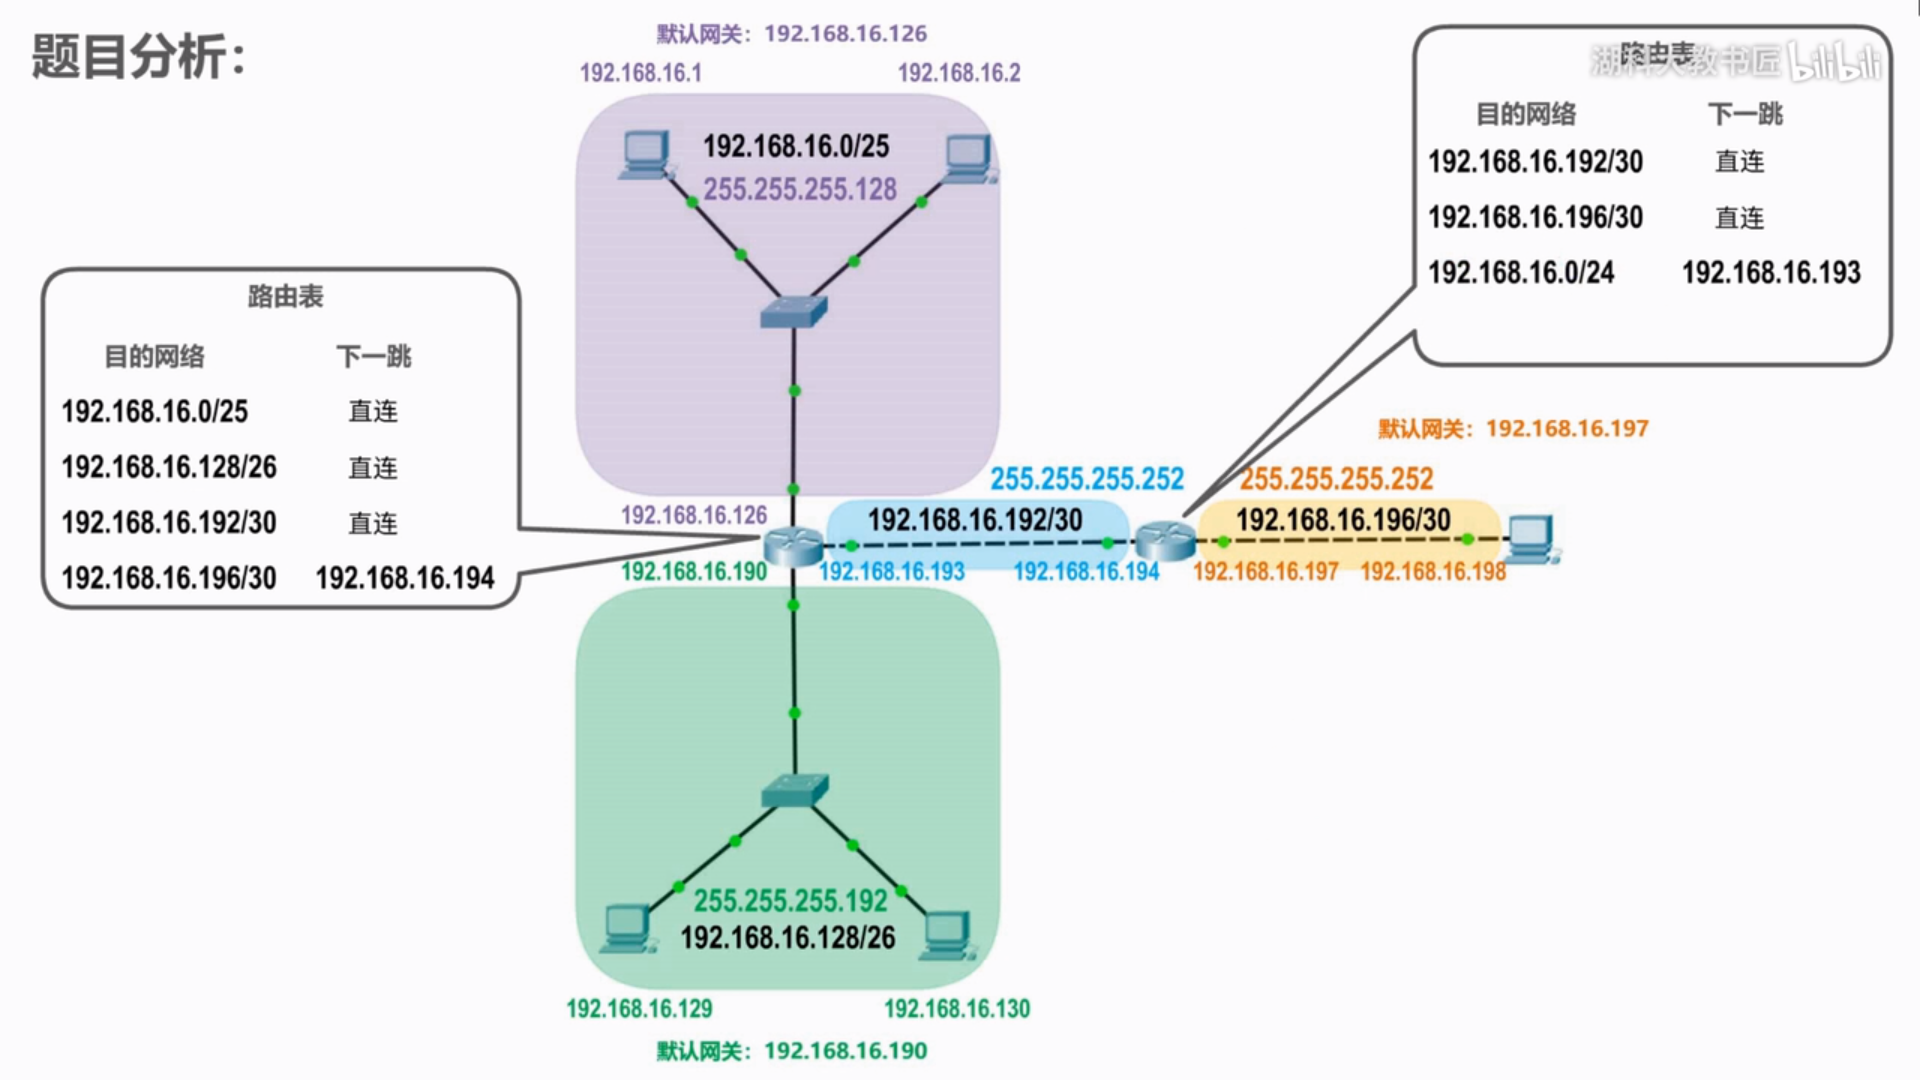 题目分析：
默认网关：192.168.16.126
192.168.16.1
192.168.16.2
192.168.16.0/25
255.255.255.128
路由表
目的网络 下一跳
192.168.16.0/25 直连
192.168.16.128/26 直连
192.168.16.192/30 直连
192.168.16.196/30 192.168.16.194
路由表
bilibili
目的网络 下一跳
192.168.16.192/30 直连
192.168.16.196/30 直连
192.168.16.0/24 192.168.16.193
默认网关：192.168.16.197
255.255.255.252
255.255.255.252
192.168.16.126
192.168.16.192/30
192.168.16.196/30
192.168.16.190
192.168.16.193
192.168.16.194
192.168.16.197
192.168.16.198
255.255.255.192
192.168.16.128/26
192.168.16.129
192.168.16.130
默认网关：192.168.16.190